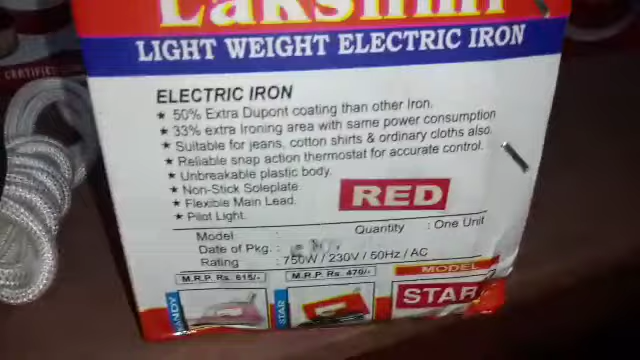 Lakshmi
LIGHT WEIGHT ELECTRIC IRON
CERTIFIED
ELECTRIC IRON
★ 50% Extra Dupont coating than other Iron.
★ 33% extra Ironing area with same power consumption
★ Suitable for jeans, cotton shirts & ordinary cloths also.
★ Reliable snap action thermostat for accurate control.
★ Unbreakable plastic body.
★ Non-Stick Soleplate
★ Flexible Main Lead.
★ Pilot Light.
RED
Model : Quantity : One Unit
Date of Pkg. :
Rating : 750W / 230V / 50Hz / AC
M.R.P. Rs. 615/- M.R.P. Rs. 470/- MODEL
STAR STAR